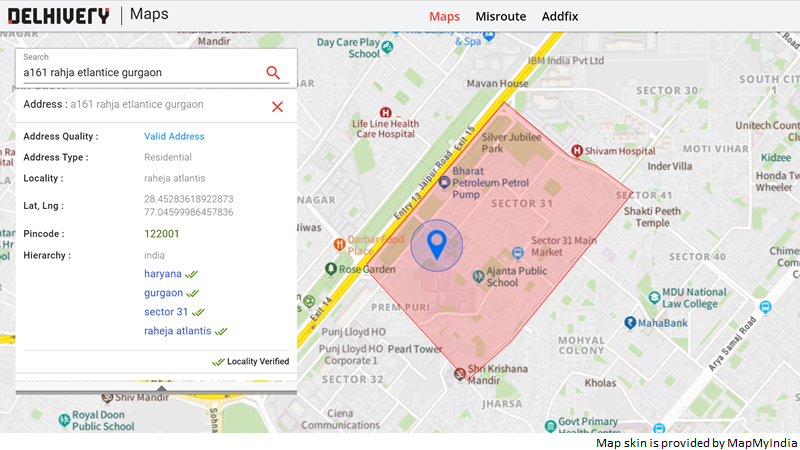 DELHIVERY | Maps
Maps Misroute Addfix
Search
a161 rahja etlantice gurgaon
Address : a161 rahja etlantice gurgaon
Address Quality : Valid Address
Address Type : Residential
Locality : raheja atlantis
Lat, Lng : 28.45283618922873
77.04599986457836
Pincode : 122001
Hierarchy : india
haryana
gurgaon
sector 31
raheja atlantis
Locality Verified
Mandir
Day Care Play
School
& Spa
IBM India Pvt Ltd
Mavan House
SECTOR 30
SOUTH CITY
1
NAGAR
Life Line Health
Care Hospital
Jaipur Road
Exit 15
Entry 13
Silver Jubilee
Park
Shivam Hospital
MOTI VIHAR
Unitech Count
Club
Kidzee
Honda Two
Wheeler
Inder Villa
Bharat
Petroleum Petrol
Pump
SECTOR 31
SECTOR 41
Shakti Peeth
Temple
Niwas
Darbar Food
Place
Rose Garden
Sector 31 Main
Market
Ajanta Public
School
NAGAR
Exit 14
PREM PURI
MDU National
Law College
MahaBank
Punj Lloyd HO
Punj Lloyd HO
Corporate 1
Pearl Tower
MOHYAL
COLONY
Arya Samaj Road
SECTOR 32
Shri Krishana
Mandir
Kholas
Shiv Mandir
Royal Doon
Public School
Sohna
Ciena
Communications
JHARSA
Govt Primary
Health Centre
Map skin is provided by MapMyIndia